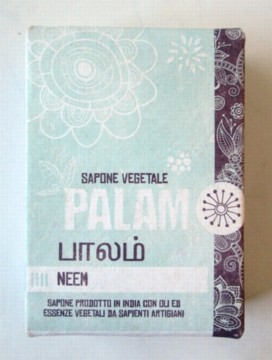 SAPONE VEGETALE
PALAM
பாலம்
NEEM
SAPONE PRODOTTO IN INDIA CON OLI ED
ESSENZE VEGETALI DA SAPIENTI ARTIGIANI